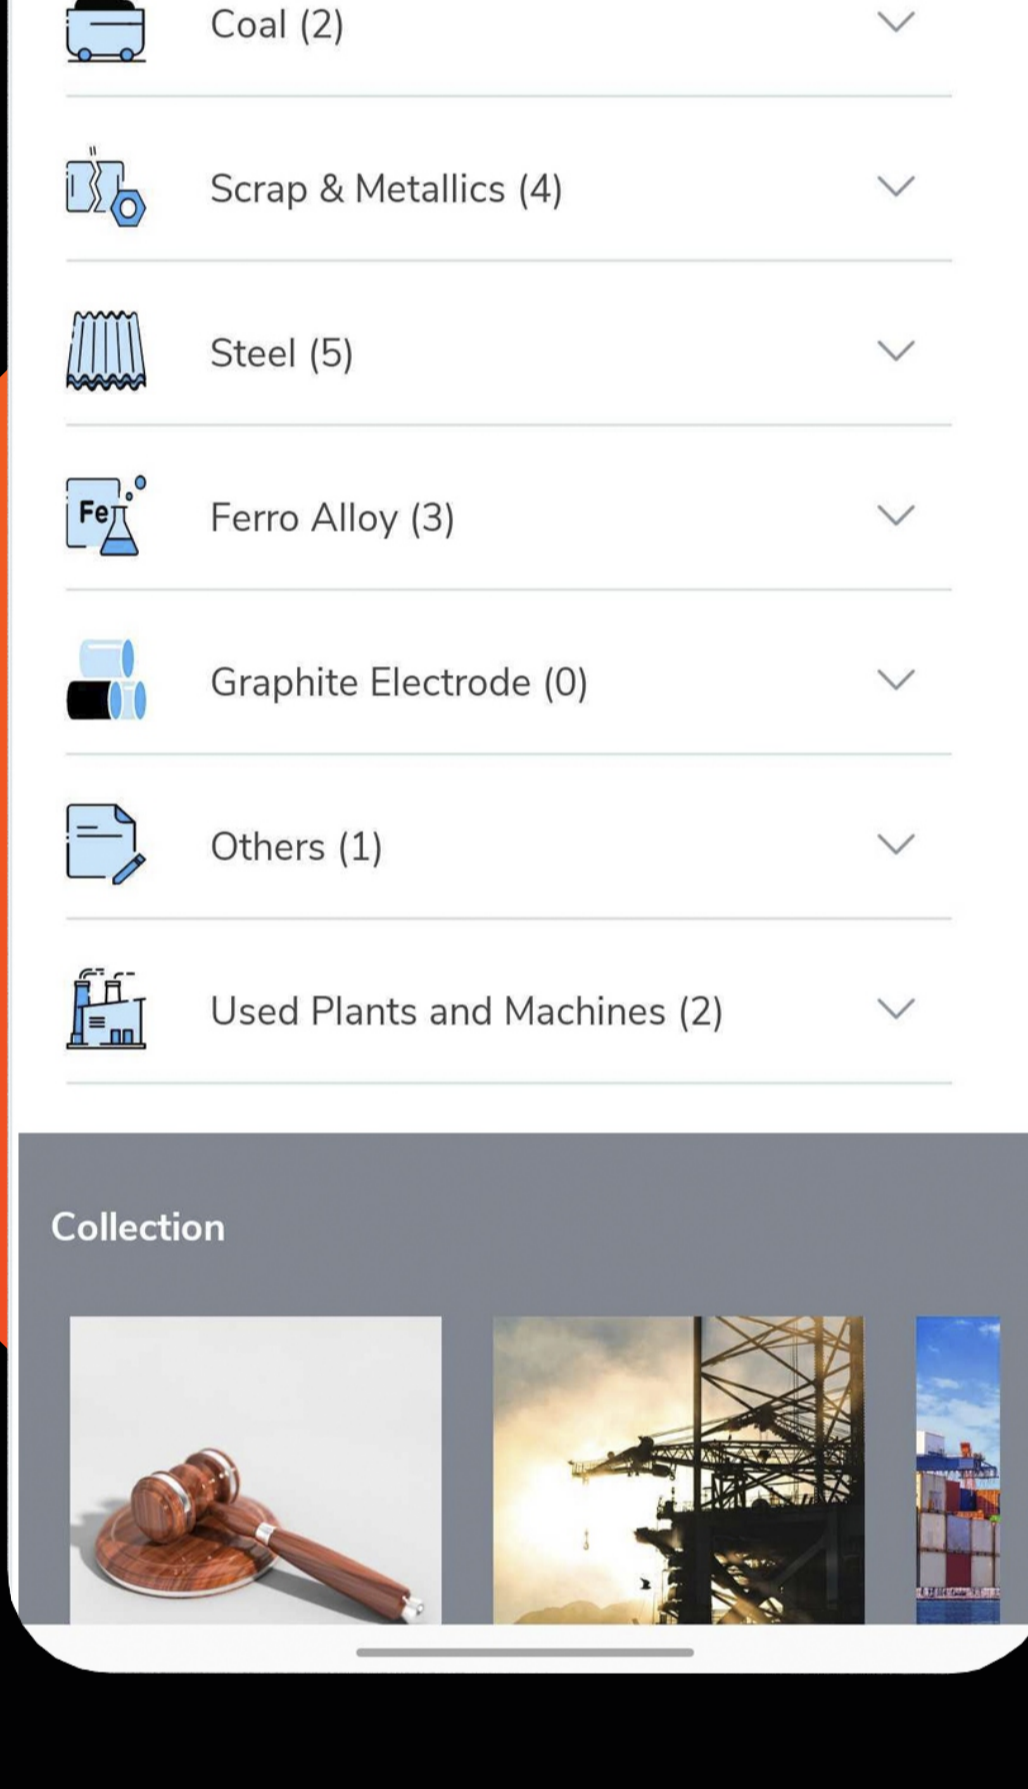 Coal (2)
Scrap & Metallics (4)
Steel (5)
Fe
Ferro Alloy (3)
Graphite Electrode (0)
Others (1)
Used Plants and Machines (2)
Collection